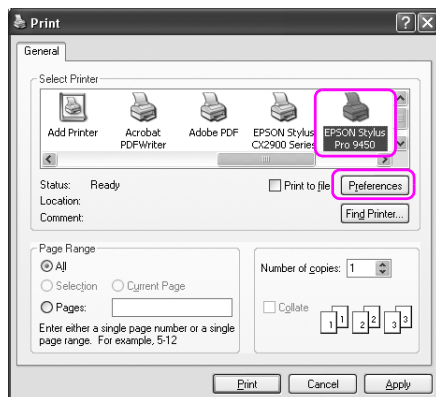 Print
General
Select Printer
Add Printer
Acrobat PDFWriter
Adobe PDF
EPSON Stylus CX2900 Series
EPSON Stylus Pro 9450
Status: Ready
Print to file
Preferences
Location:
Comment:
Find Printer...
Page Range
All
Selection
Current Page
Pages:
Enter either a single page number or a single
page range. For example, 5-12
Number of copies: 1
Collate
1 1 2 2 3 3
Print
Cancel
Apply